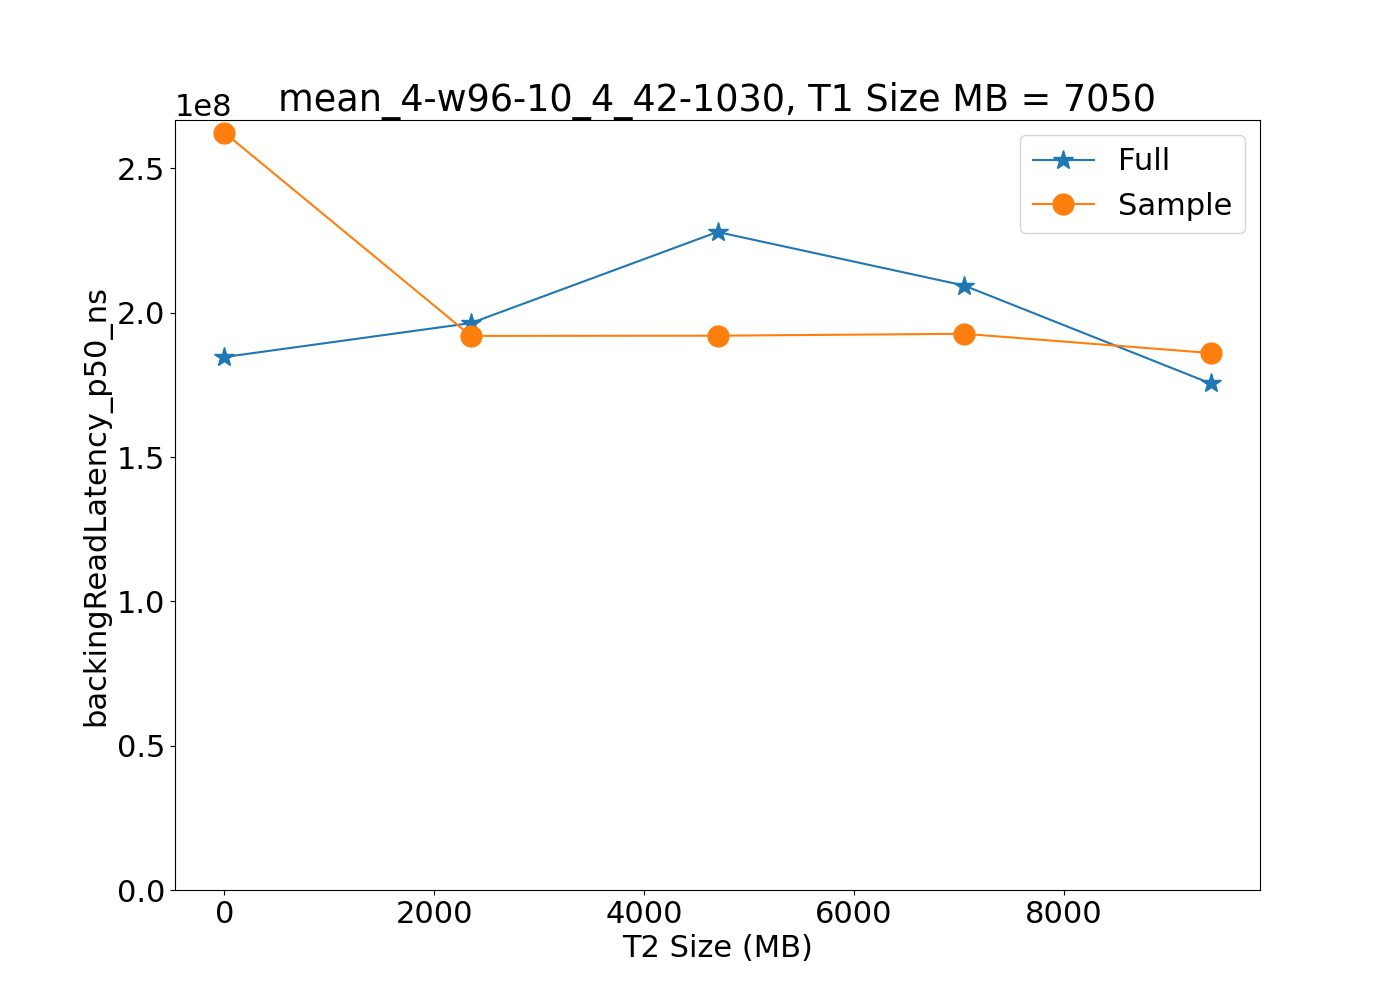 1e8
mean_4-w96-10_4_42-1030, T1 Size MB = 7050
Full
Sample
2.5
2.0
1.5
1.0
0.5
0.0
backingReadLatency_p50_ns
0 2000 4000 6000 8000
T2 Size (MB)